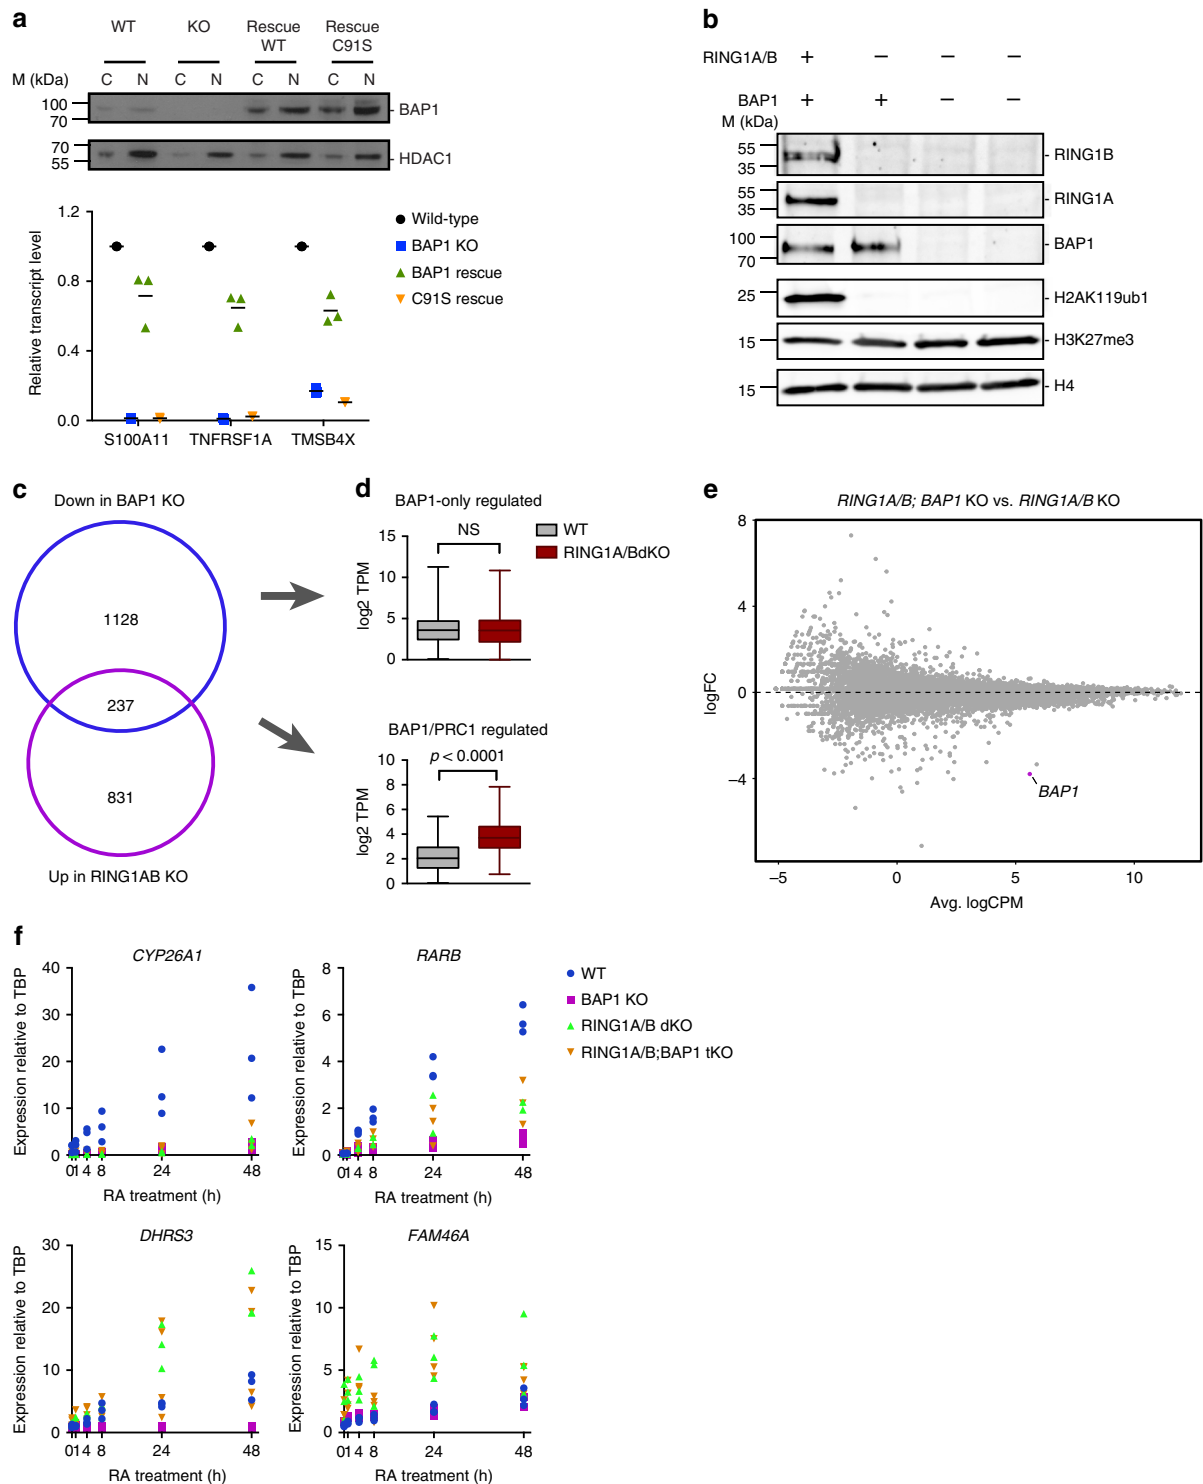 a
WT KO Rescue WT Rescue C91S
M (kDa) C N C N C N C N
100
70
BAP1
70
55
HDAC1
Relative transcript level
1.2
0.8
0.4
0.0
S100A11 TNFRSF1A TMSB4X
Wild-type
BAP1 KO
BAP1 rescue
C91S rescue
b
RING1A/B + − − −
BAP1 + + − −
M (kDa)
55
35
RING1B
55
35
RING1A
100
70
BAP1
25
H2AK119ub1
15
H3K27me3
15
H4
c
Down in BAP1 KO
1128
237
831
Up in RING1AB KO
d
BAP1-only regulated
log2 TPM
15
10
5
0
NS
WT
RING1A/BdKO
BAP1/PRC1 regulated
log2 TPM
10
8
6
4
2
0
p < 0.0001
e
RING1A/B; BAP1 KO vs. RING1A/B KO
logFC
8
4
0
−4
BAP1
−5 0 5 10
Avg. logCPM
f
CYP26A1
Expression relative to TBP
40
30
20
10
0
0 1 4 8 24 48
RA treatment (h)
RARB
Expression relative to TBP
8
6
4
2
0
0 1 4 8 24 48
RA treatment (h)
WT
BAP1 KO
RING1A/B dKO
RING1A/B;BAP1 tKO
DHRS3
Expression relative to TBP
30
20
10
0
0 1 4 8 24 48
RA treatment (h)
FAM46A
Expression relative to TBP
15
10
5
0
0 1 4 8 24 48
RA treatment (h)